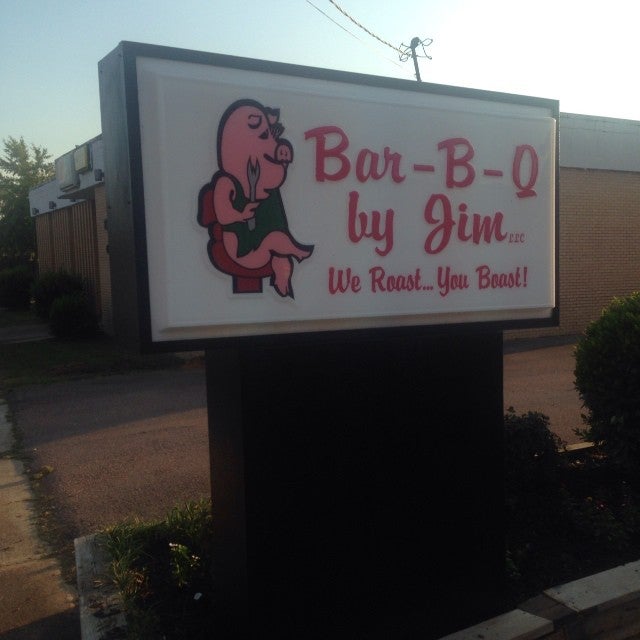 Bar-B-Q
by Jim LLC
We Roast... You Boast!